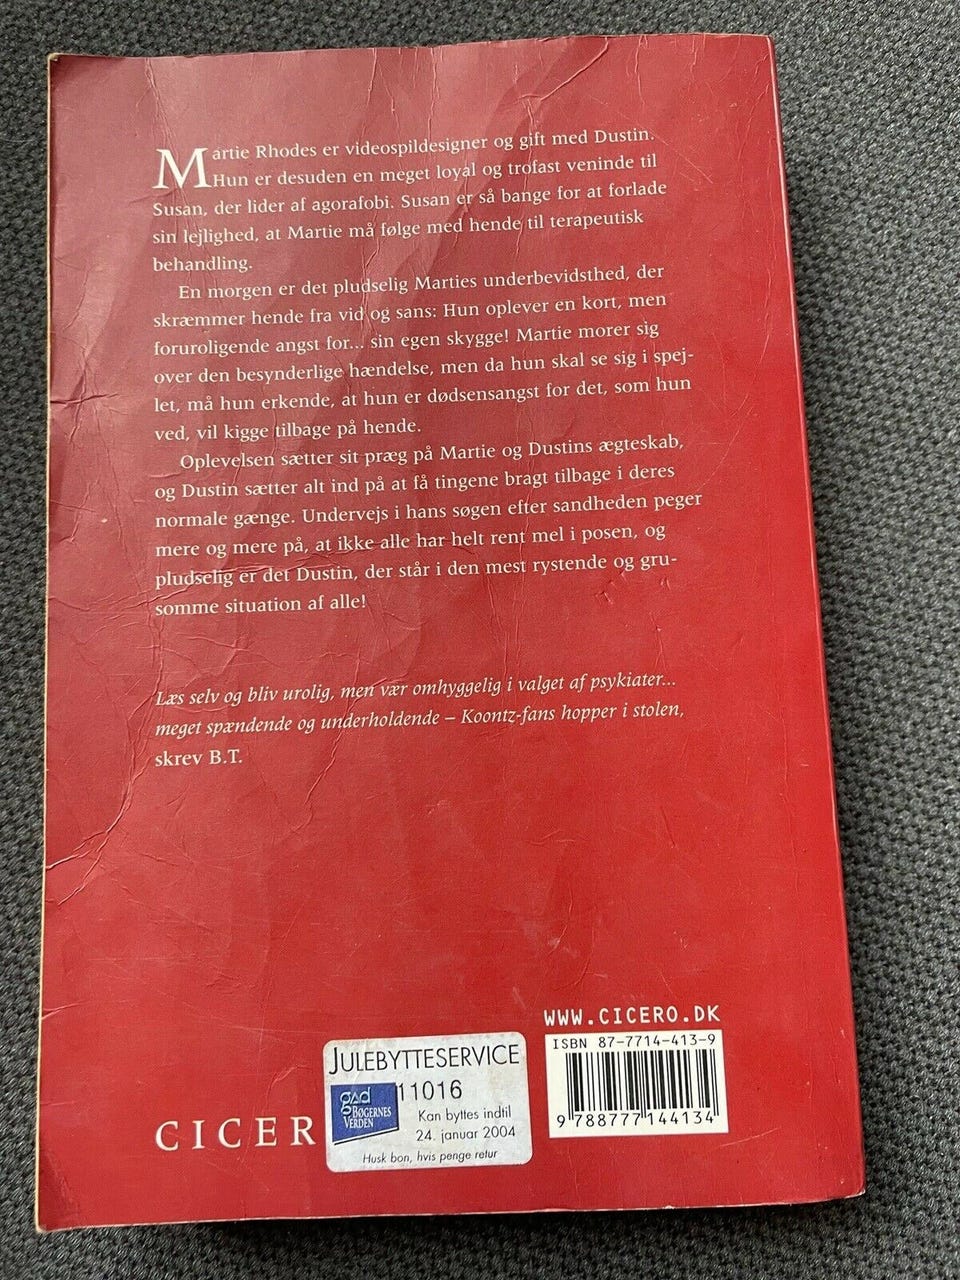 Martie Rhodes er videospildesigner og gift med Dustin.
Hun er desuden en meget loyal og trofast veninde til
Susan, der lider af agorafobi. Susan er så bange for at forlade
sin lejlighed, at Martie må følge med hende til terapeutisk
behandling.
En morgen er det pludselig Marties underbevidsthed, der
skræmmer hende fra vid og sans: Hun oplever en kort, men
foruroligende angst for... sin egen skygge! Martie morer sig
over den besynderlige hændelse, men da hun skal se sig i spej-
let, må hun erkende, at hun er dødsensangst for det, som hun
ved, vil kigge tilbage på hende.
Oplevelsen sætter sit præg på Martie og Dustins ægteskab,
og Dustin sætter alt ind på at få tingene bragt tilbage i deres
normale gænge. Undervejs i hans søgen efter sandheden peger
mere og mere på, at ikke alle har helt rent mel i posen, og
pludselig er det Dustin, der står i den mest rystende og gru-
somme situation af alle!
Læs selv og bliv urolig, men vær omhyggelig i valget af psykiater...
meget spændende og underholdende – Koontz-fans hopper i stolen,
skrev B.T.
WWW.CICERO.DK
ISBN 87-7714-413-9
9 788777 144134
JULEBYTTESERVICE
11016
gad
BØGERNES
VERDEN
Kan byttes indtil
24. januar 2004
Husk bon, hvis penge retur
CICER